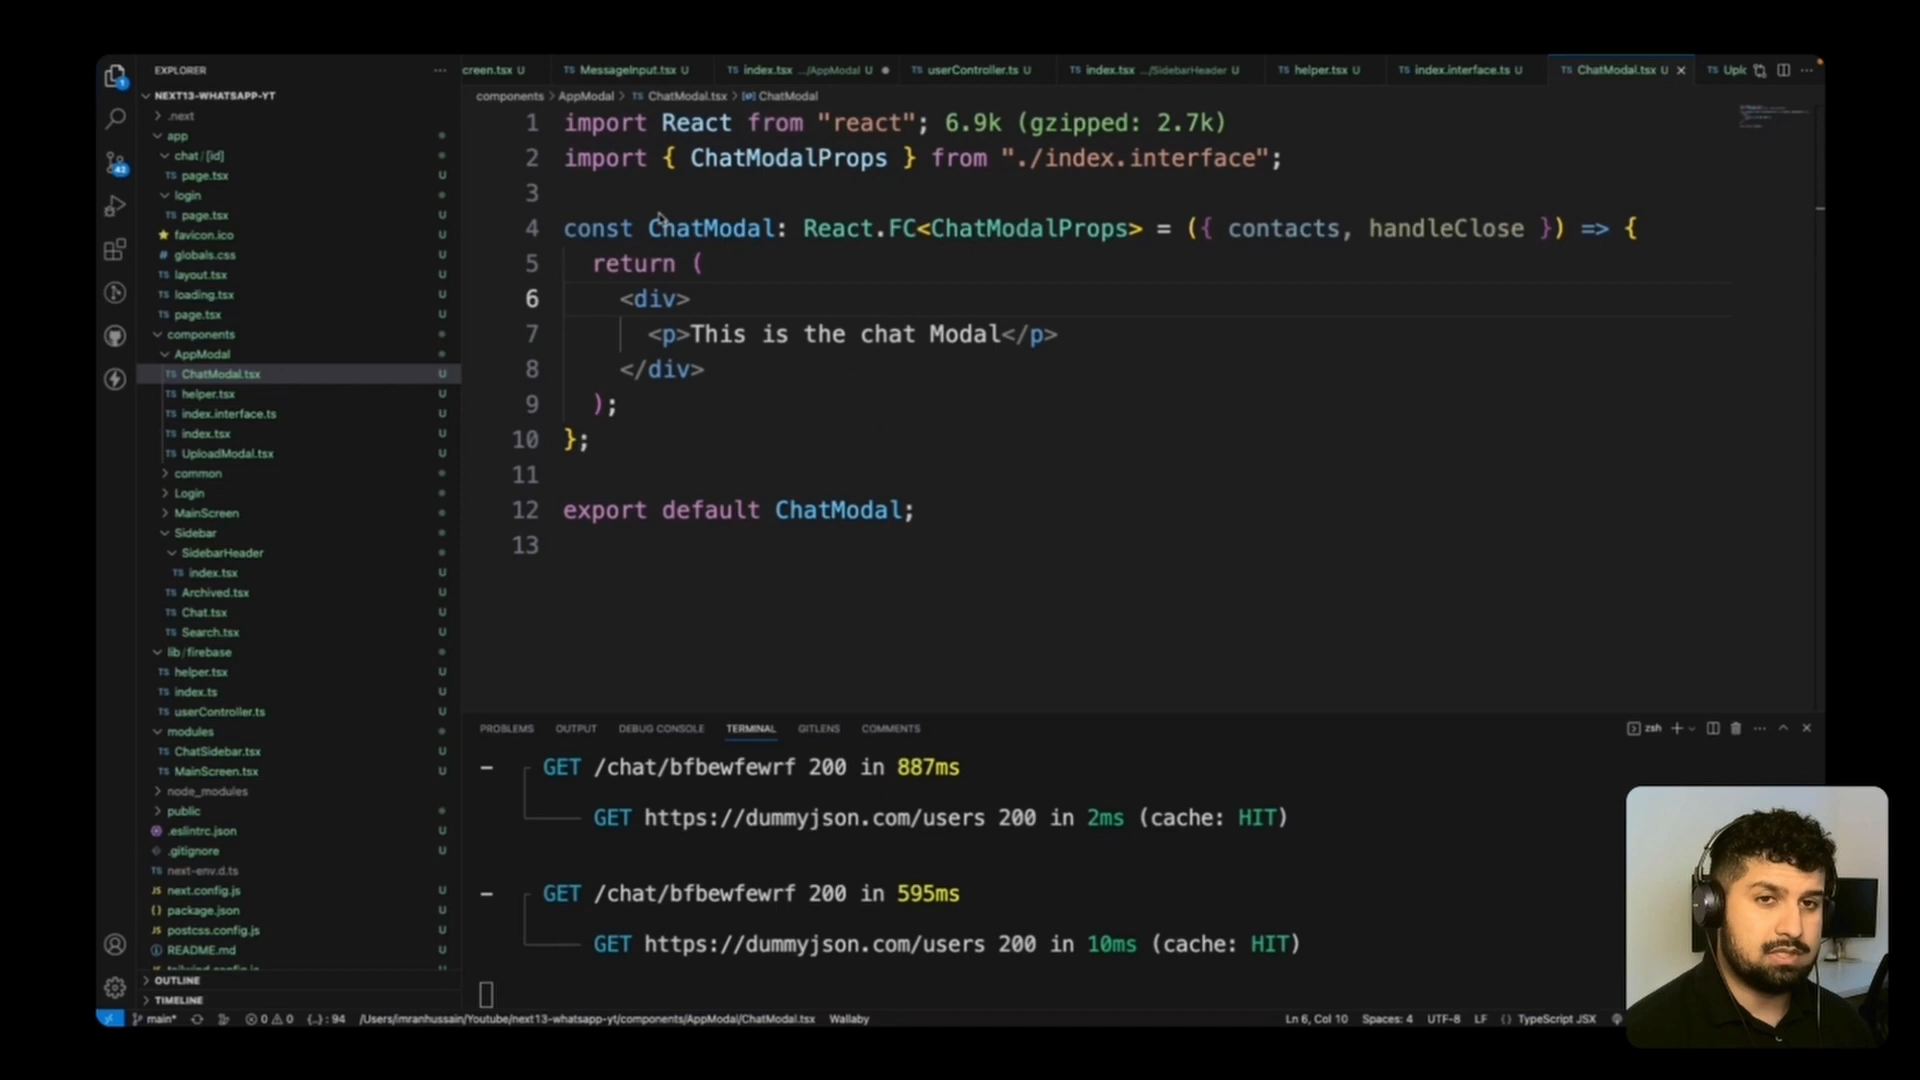 EXPLORER
NEXT13-WHATSAPP-YT
.next
app
chat / [id]
page.tsx U
login
page.tsx U
favicon.ico U
globals.css U
layout.tsx U
loading.tsx U
page.tsx U
components
AppModal
ChatModal.tsx U
helper.tsx U
index.interface.ts U
index.tsx U
UploadModal.tsx U
common
Login
MainScreen
Sidebar
SidebarHeader
index.tsx U
Archived.tsx U
Chat.tsx U
Search.tsx U
lib / firebase
helper.tsx U
index.ts U
userController.ts U
modules
ChatSidebar.tsx U
MainScreen.tsx U
node_modules
public
.eslintrc.json U
.gitignore U
next-env.d.ts
next.config.js U
package.json U
postcss.config.js U
README.md U
tailwind.config.js U
OUTLINE
TIMELINE
creen.tsx U
MessageInput.tsx U
index.tsx .../AppModal U
userController.ts U
index.tsx .../SidebarHeader U
helper.tsx U
index.interface.ts U
ChatModal.tsx U
Uplc
components > AppModal > ChatModal.tsx > ChatModal
1 import React from "react"; 6.9k (gzipped: 2.7k)
2 import { ChatModalProps } from "./index.interface";
3
4 const ChatModal: React.FC<ChatModalProps> = ({ contacts, handleClose }) => {
5 return (
6 <div>
7 <p>This is the chat Modal</p>
8 </div>
9 );
10 };
11
12 export default ChatModal;
13
PROBLEMS OUTPUT DEBUG CONSOLE TERMINAL GITLENS COMMENTS
zsh
- GET /chat/bfbewfewrf 200 in 887ms
GET https://dummyjson.com/users 200 in 2ms (cache: HIT)
- GET /chat/bfbewfewrf 200 in 595ms
GET https://dummyjson.com/users 200 in 10ms (cache: HIT)
main* 0 0 {..} : 94 /Users/imranhussain/Youtube/next13-whatsapp-yt/components/AppModal/ChatModal.tsx Wallaby
Ln 6, Col 10 Spaces: 4 UTF-8 LF {} TypeScript JSX